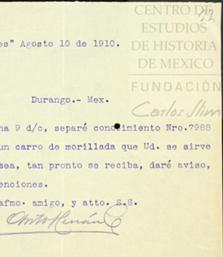 CENTRO DE
ESTUDIOS
DE HISTORIA
DE MEXICO
FUNDACIÓN
Carlos Slim
es" Agosto 10 de 1910.
Durango.- Mex.
na 9 d/c, separé conocimiento Nro.7988
un carro de morillada que Ud. se sirve
sea, tan pronto se reciba, daré aviso,
enciones.
afmo. amigo, y atto. S.S.